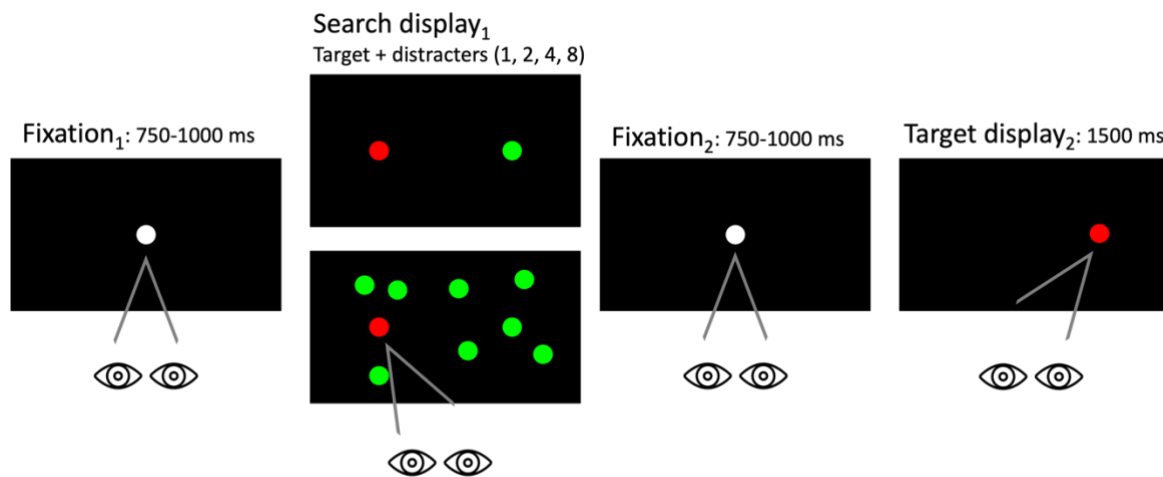 Fixation₁: 750-1000 ms
Search display₁
Target + distracters (1, 2, 4, 8)
Fixation₂: 750-1000 ms
Target display₂: 1500 ms